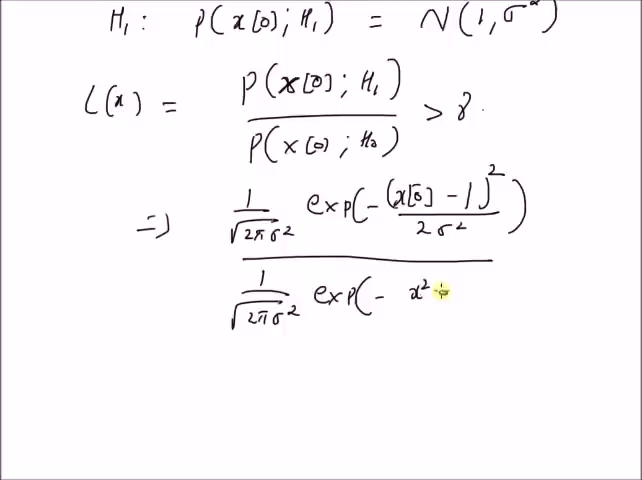 H₁ : p(x[0]; H₁) = N(1, σ²)
L(x) = p(x[0]; H₁) / p(x[0]; H₀) > γ.
=> 1/√2πσ² exp(-(x[0] - 1)²/2σ²)
1/√2πσ² exp(- x²